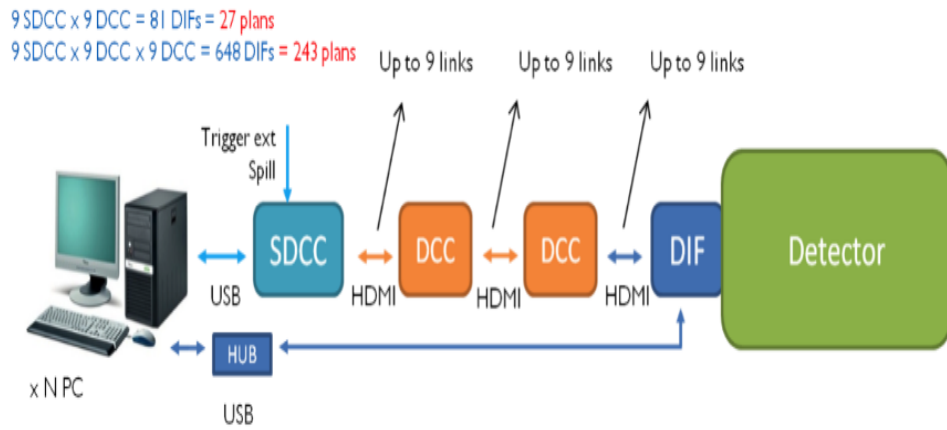 9 SDCC x 9 DCC = 81 DIFs = 27 plans
9 SDCC x 9 DCC x 9 DCC = 648 DIFs = 243 plans
Up to 9 links
Up to 9 links
Up to 9 links
Trigger ext
Spill
SDCC
DCC
DCC
DIF
Detector
USB
HDMI
HDMI
HDMI
HUB
x N PC
USB